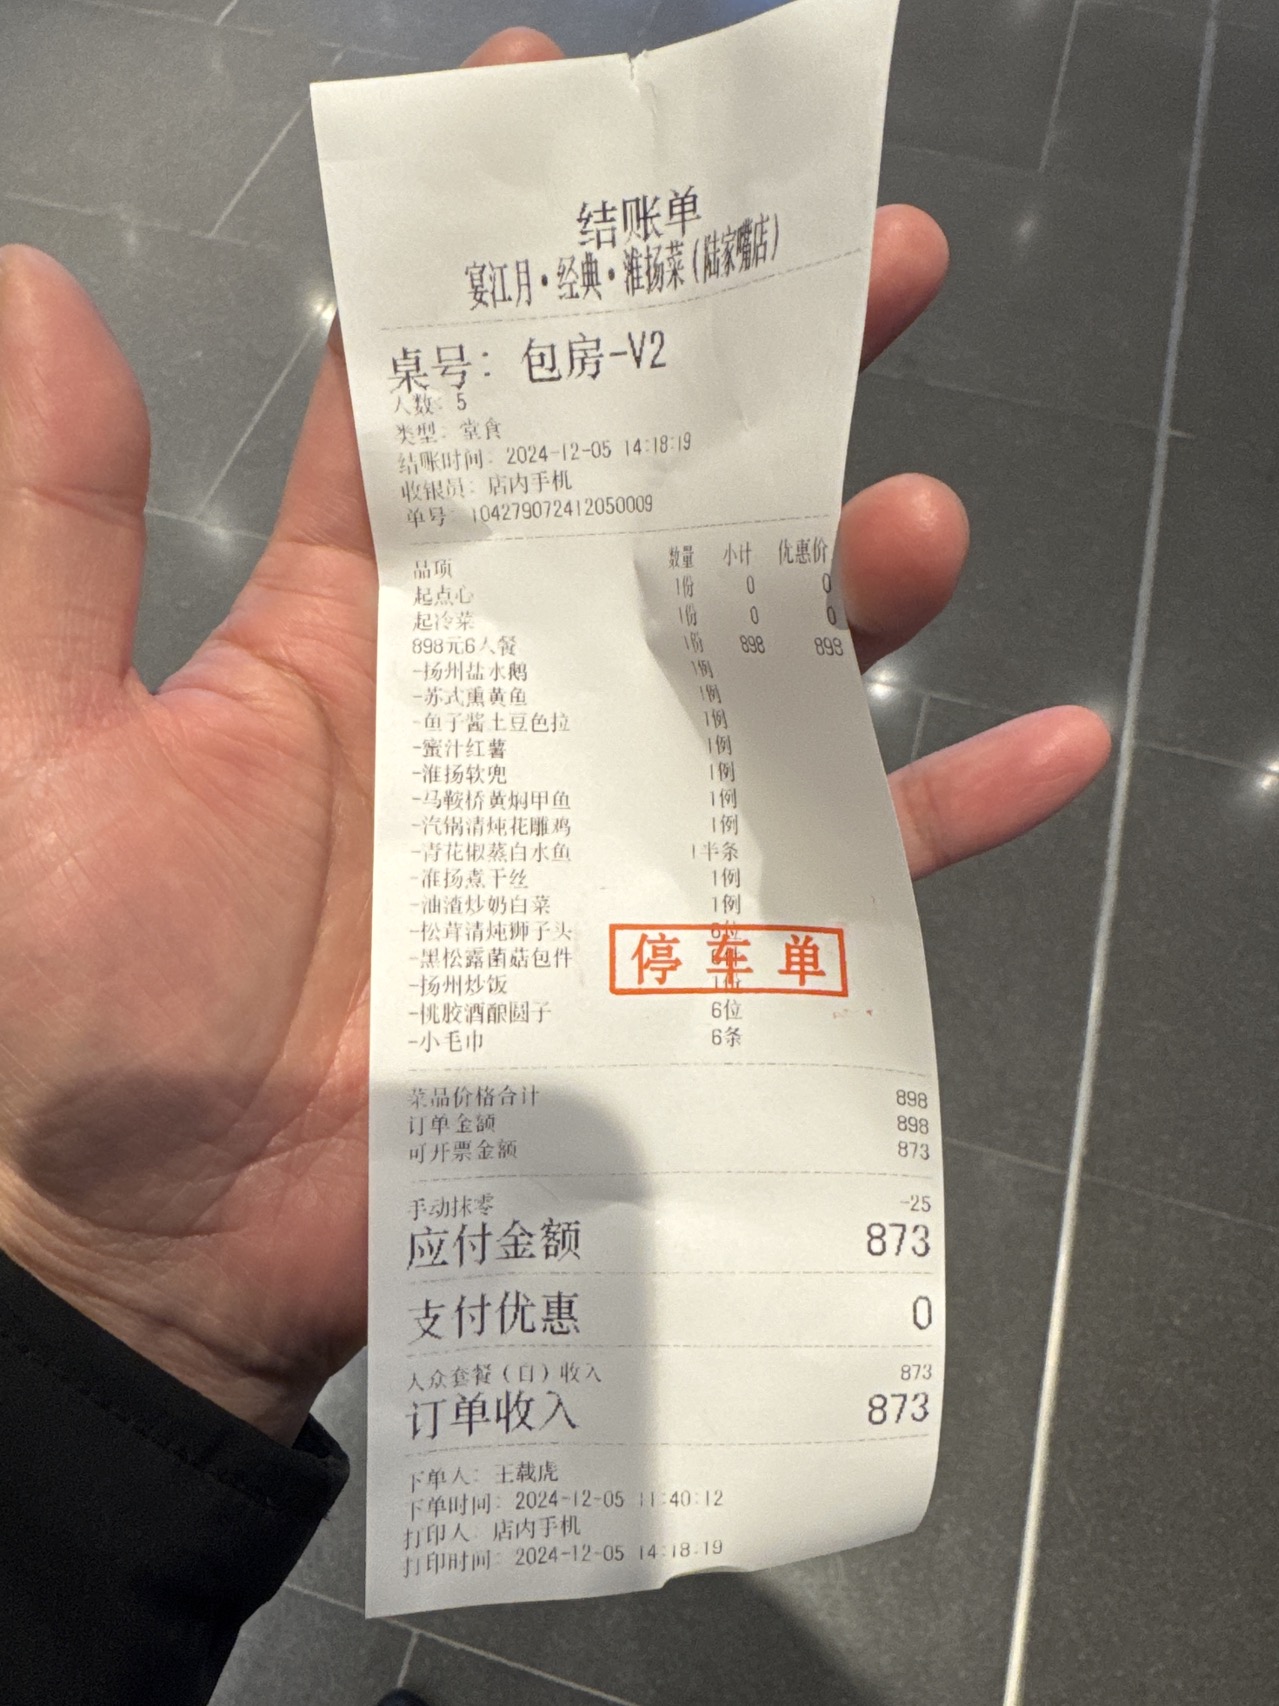 结账单
宴江月·经典·淮扬菜(陆家嘴店)
桌号: 包房-V2
人数: 5
类型: 堂食
结账时间: 2024-12-05 14:18:19
收银员: 店内手机
单号: 104279072412050009
品项 数量 小计 优惠价
起点心 1份 0 0
起冷菜 1份 0 0
898元6人餐 1份 898 898
-扬州盐水鹅 1例
-苏式熏黄鱼 1例
-鱼子酱土豆色拉 1例
-蜜汁红薯 1例
-淮扬软兜 1例
-马鞍桥黄焖甲鱼 1例
-汽锅清炖花雕鸡 1例
-青花椒蒸白水鱼 1半条
-淮扬煮干丝 1例
-油渣炒奶白菜 1例
-松茸清炖狮子头 6位
-黑松露菌菇包件
停车单
-扬州炒饭 1份
-桃胶酒酿圆子 6位
-小毛巾 6条
菜品价格合计 898
订单金额 898
可开票金额 873
手动抹零 -25
应付金额 873
支付优惠 0
人众套餐(日)收入 873
订单收入 873
下单人: 王载虎
下单时间: 2024-12-05 11:40:12
打印人: 店内手机
打印时间: 2024-12-05 14:18:19